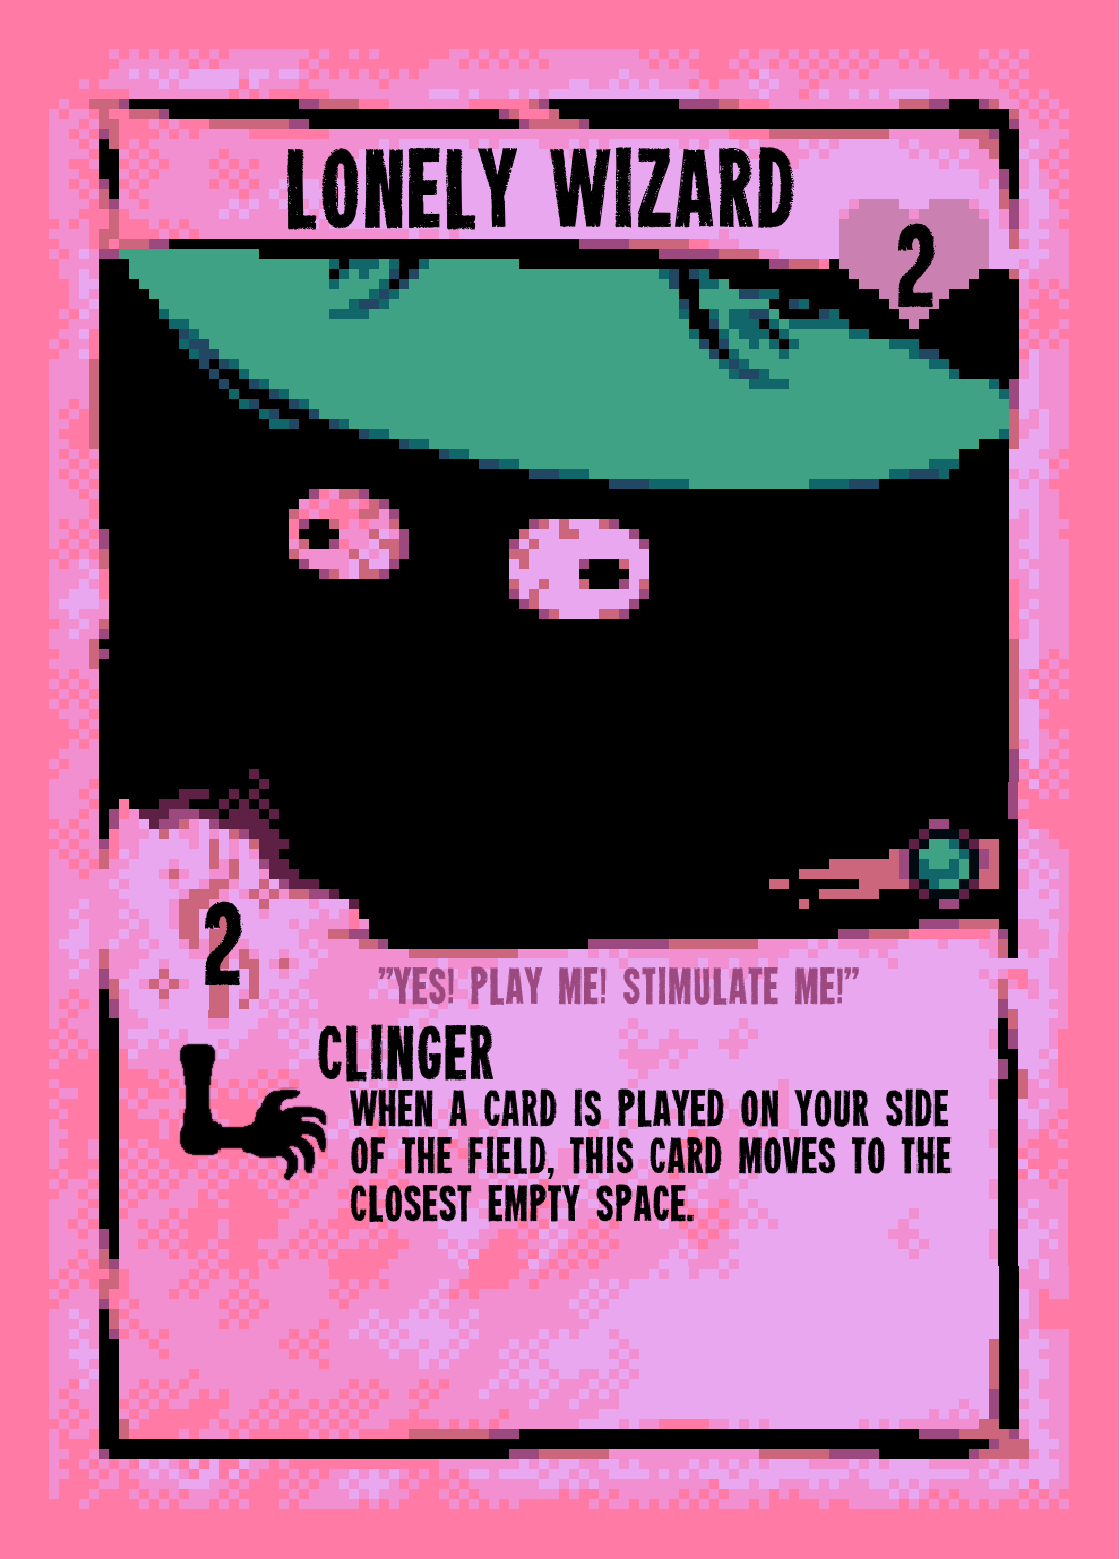 LONELY WIZARD
2
2
"YES! PLAY ME! STIMULATE ME!"
CLINGER
WHEN A CARD IS PLAYED ON YOUR SIDE
OF THE FIELD, THIS CARD MOVES TO THE
CLOSEST EMPTY SPACE.